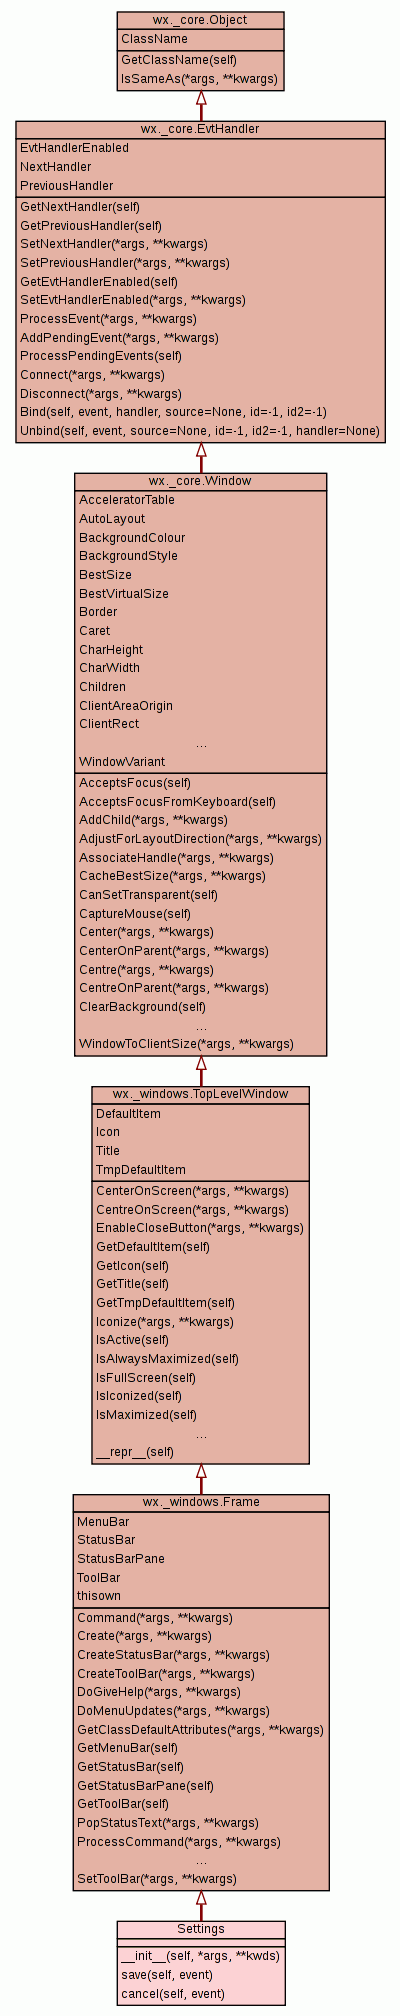 wx._core.Object
ClassName
GetClassName(self)
IsSameAs(*args, **kwargs)
wx._core.EvtHandler
EvtHandlerEnabled
NextHandler
PreviousHandler
GetNextHandler(self)
GetPreviousHandler(self)
SetNextHandler(*args, **kwargs)
SetPreviousHandler(*args, **kwargs)
GetEvtHandlerEnabled(self)
SetEvtHandlerEnabled(*args, **kwargs)
ProcessEvent(*args, **kwargs)
AddPendingEvent(*args, **kwargs)
ProcessPendingEvents(self)
Connect(*args, **kwargs)
Disconnect(*args, **kwargs)
Bind(self, event, handler, source=None, id=-1, id2=-1)
Unbind(self, event, source=None, id=-1, id2=-1, handler=None)
wx._core.Window
AcceleratorTable
AutoLayout
BackgroundColour
BackgroundStyle
BestSize
BestVirtualSize
Border
Caret
CharHeight
CharWidth
Children
ClientAreaOrigin
ClientRect
...
WindowVariant
AcceptsFocus(self)
AcceptsFocusFromKeyboard(self)
AddChild(*args, **kwargs)
AdjustForLayoutDirection(*args, **kwargs)
AssociateHandle(*args, **kwargs)
CacheBestSize(*args, **kwargs)
CanSetTransparent(self)
CaptureMouse(self)
Center(*args, **kwargs)
CenterOnParent(*args, **kwargs)
Centre(*args, **kwargs)
CentreOnParent(*args, **kwargs)
ClearBackground(self)
...
WindowToClientSize(*args, **kwargs)
wx._windows.TopLevelWindow
DefaultItem
Icon
Title
TmpDefaultItem
CenterOnScreen(*args, **kwargs)
CentreOnScreen(*args, **kwargs)
EnableCloseButton(*args, **kwargs)
GetDefaultItem(self)
GetIcon(self)
GetTitle(self)
GetTmpDefaultItem(self)
Iconize(*args, **kwargs)
IsActive(self)
IsAlwaysMaximized(self)
IsFullScreen(self)
IsIconized(self)
IsMaximized(self)
...
__repr__(self)
wx._windows.Frame
MenuBar
StatusBar
StatusBarPane
ToolBar
thisown
Command(*args, **kwargs)
Create(*args, **kwargs)
CreateStatusBar(*args, **kwargs)
CreateToolBar(*args, **kwargs)
DoGiveHelp(*args, **kwargs)
DoMenuUpdates(*args, **kwargs)
GetClassDefaultAttributes(*args, **kwargs)
GetMenuBar(self)
GetStatusBar(self)
GetStatusBarPane(self)
GetToolBar(self)
PopStatusText(*args, **kwargs)
ProcessCommand(*args, **kwargs)
...
SetToolBar(*args, **kwargs)
Settings
__init__(self, *args, **kwds)
save(self, event)
cancel(self, event)